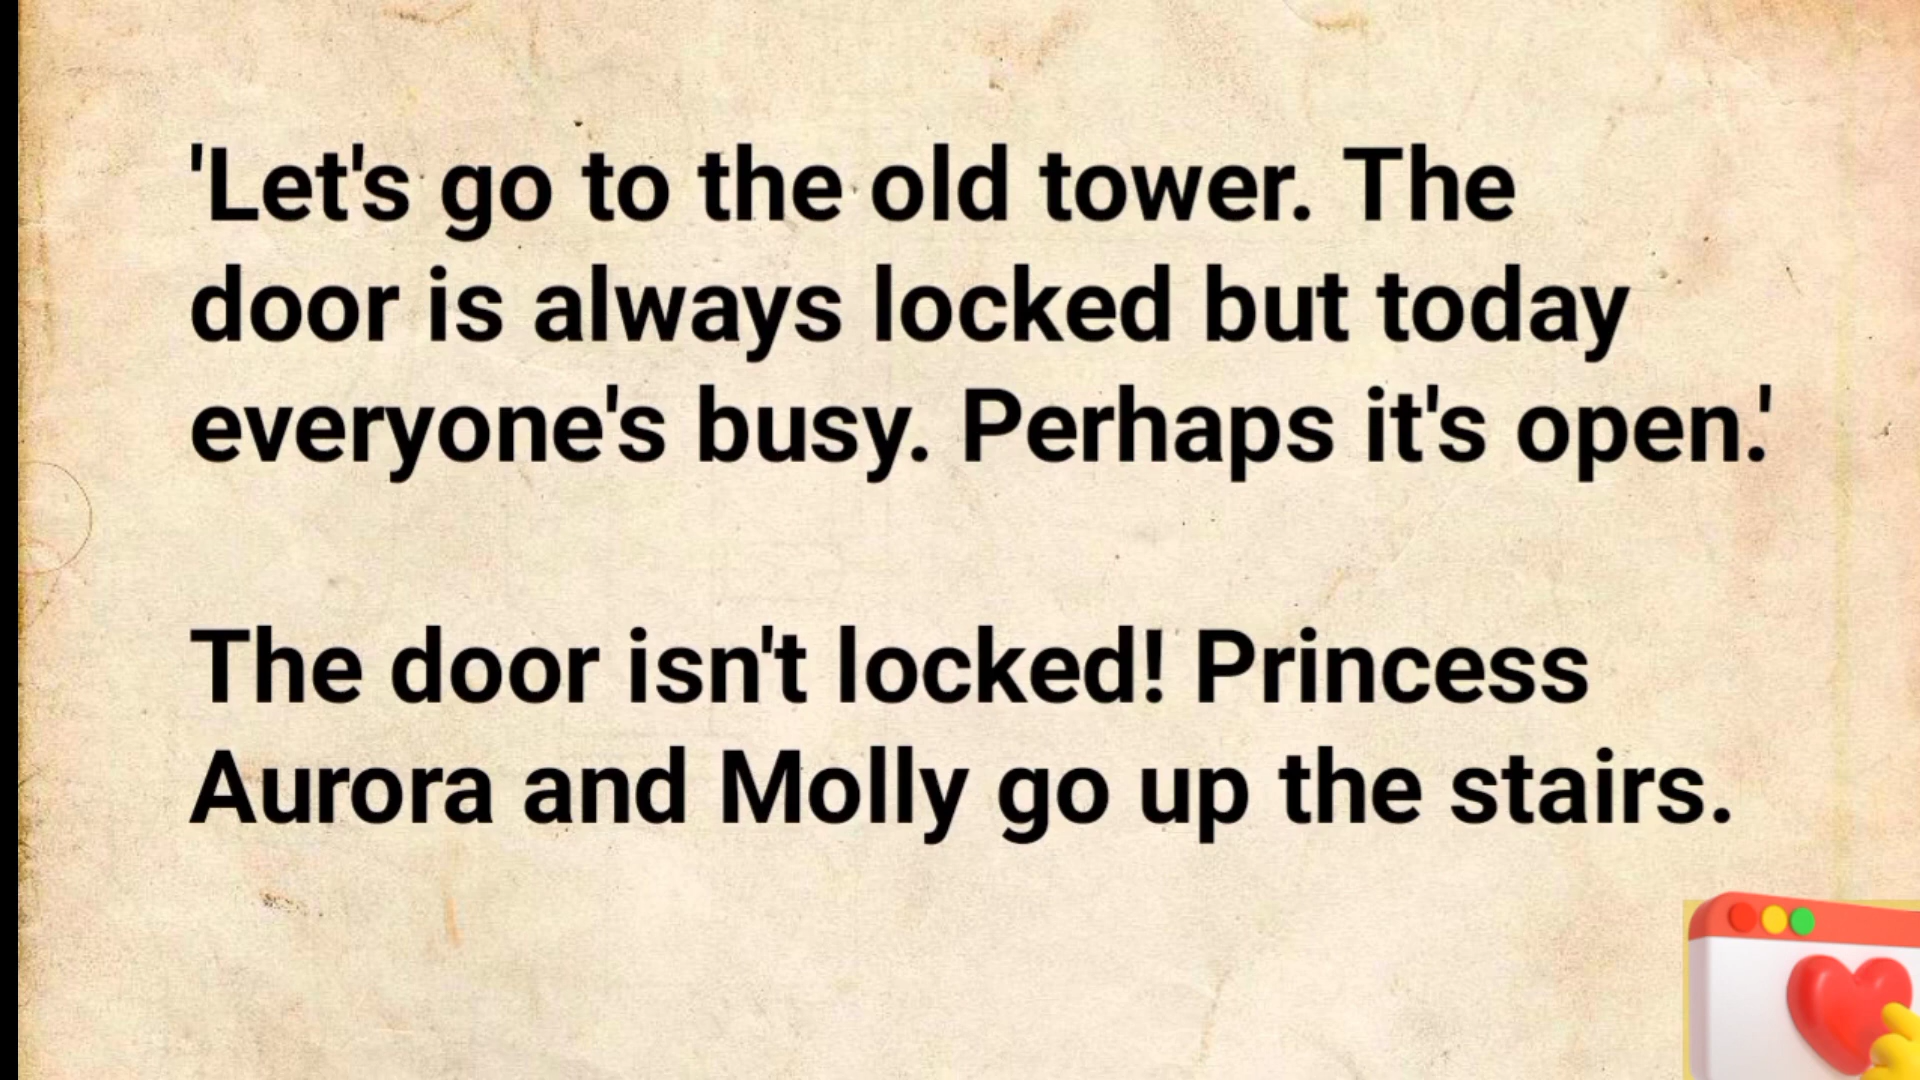 'Let's go to the old tower. The
door is always locked but today
everyone's busy. Perhaps it's open.'
The door isn't locked! Princess
Aurora and Molly go up the stairs.